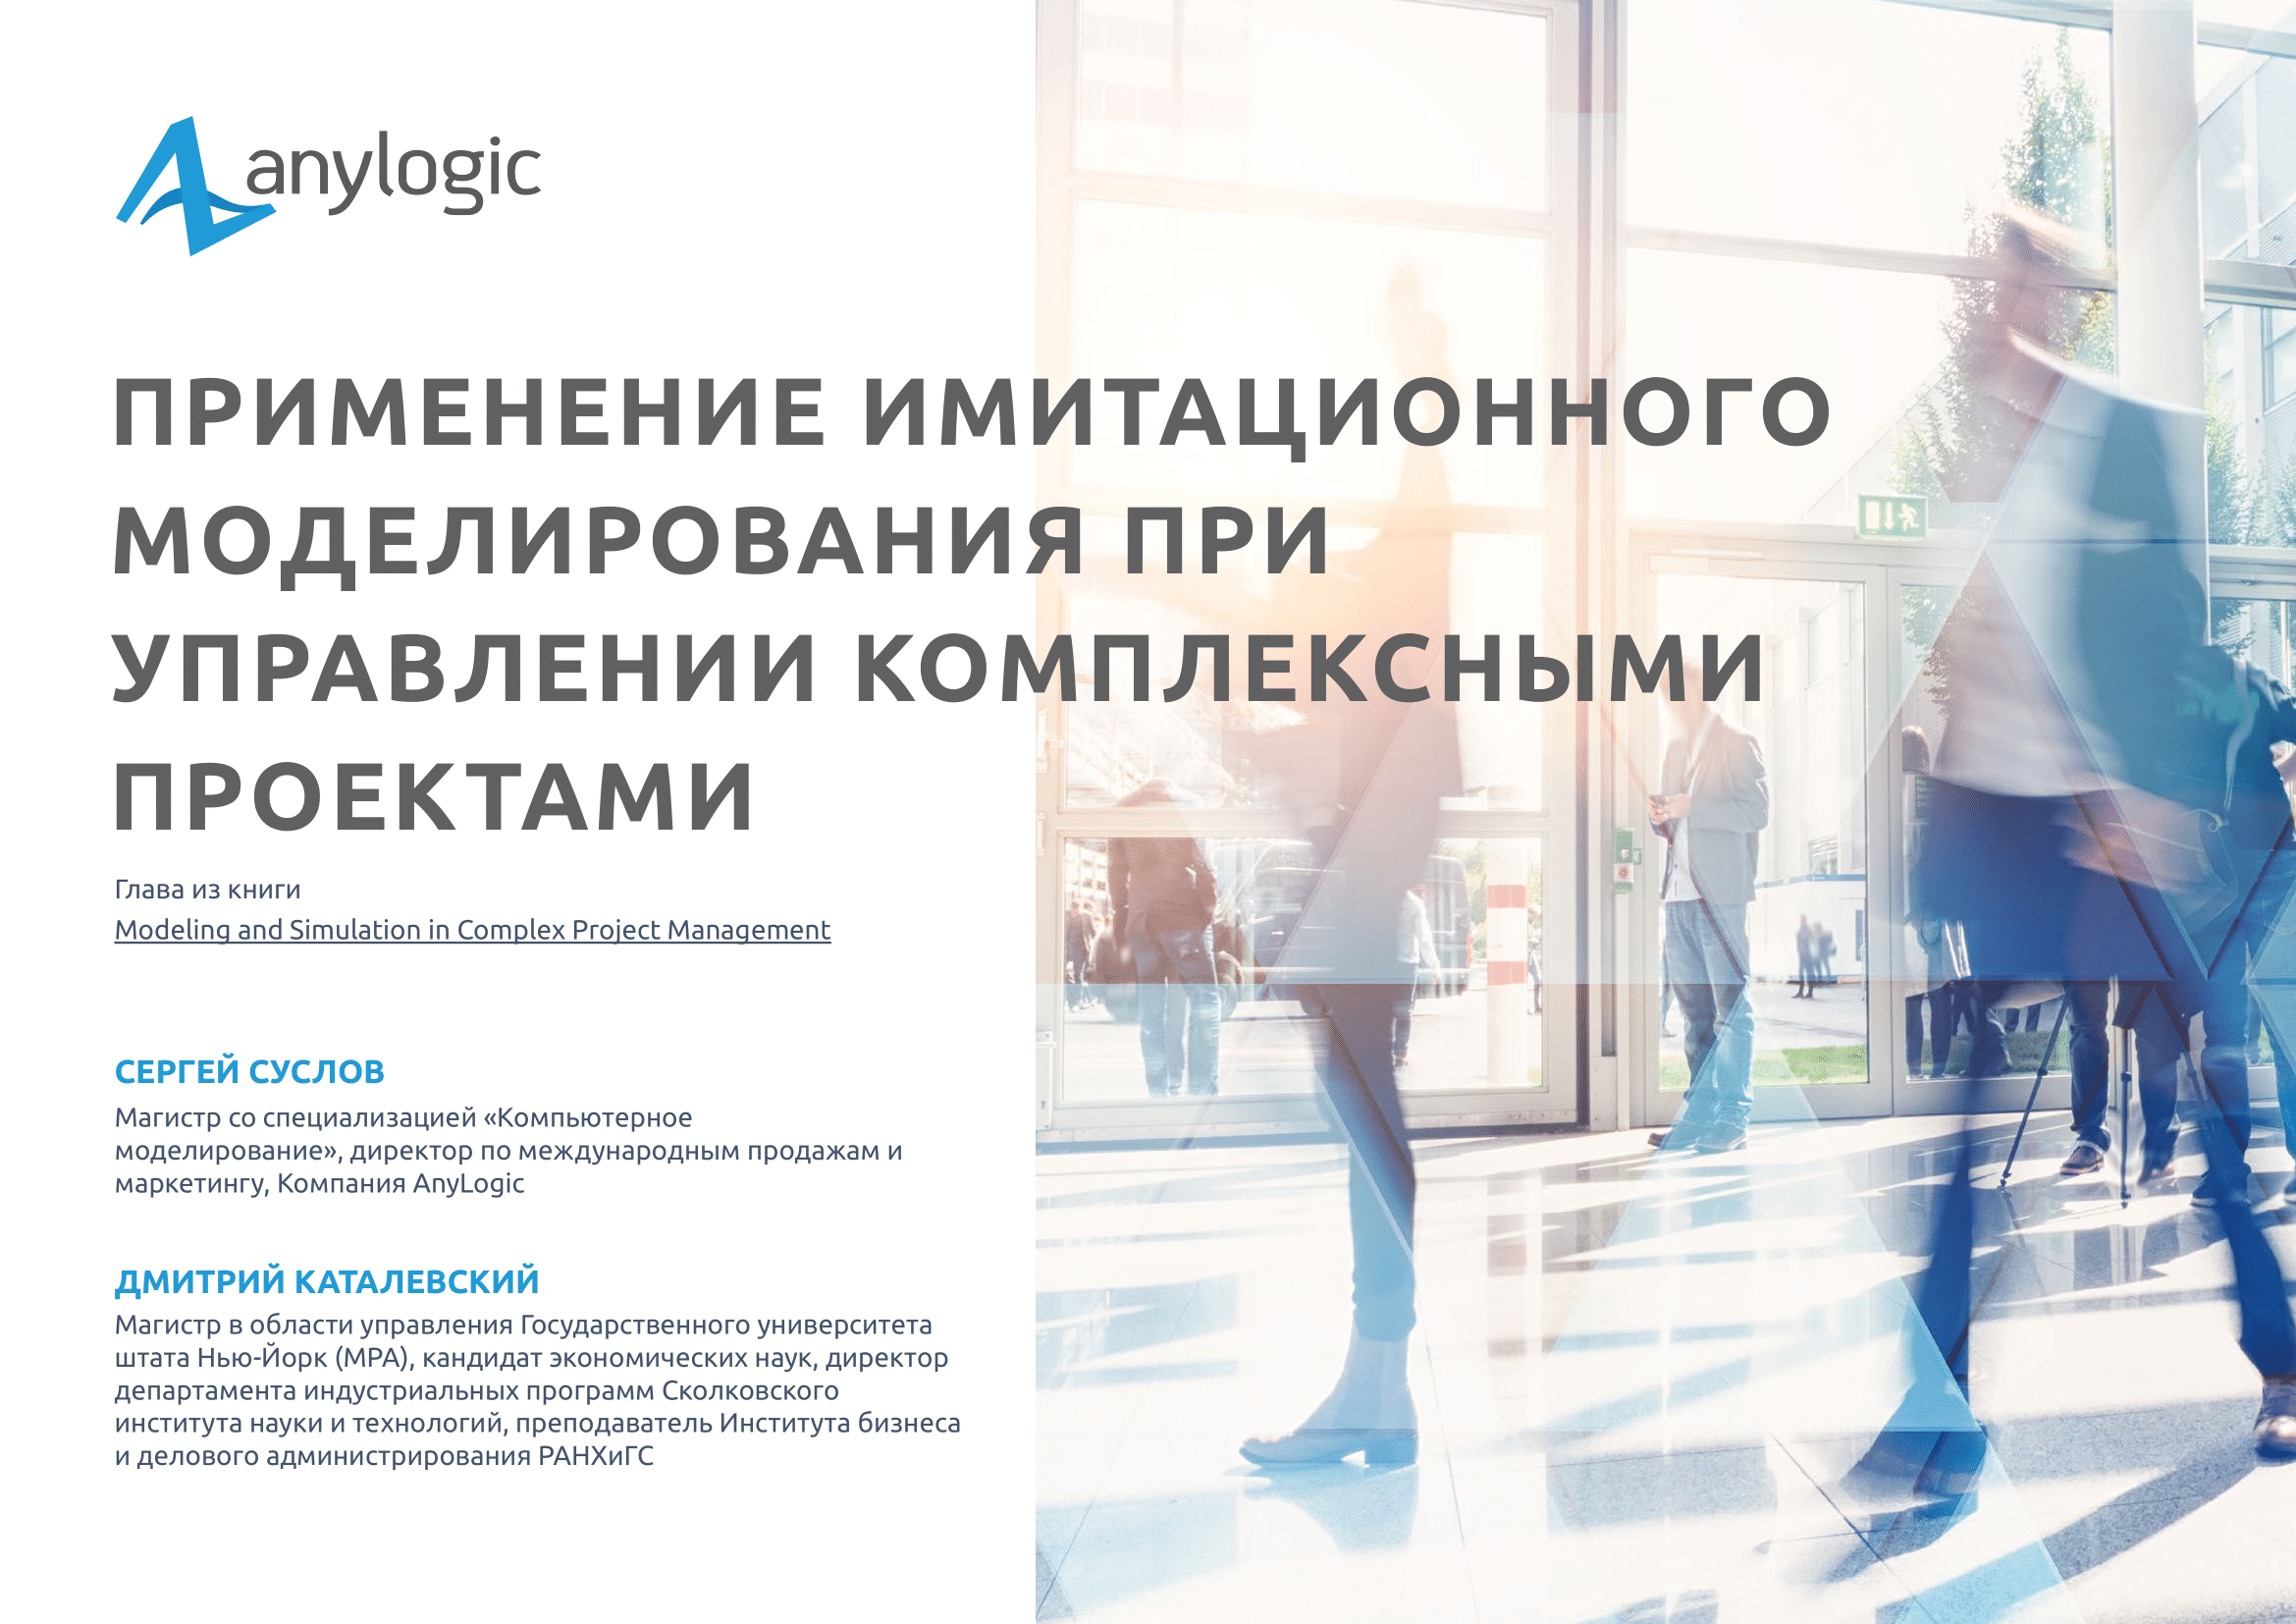 anylogic
ПРИМЕНЕНИЕ ИМИТАЦИОННОГО
МОДЕЛИРОВАНИЯ ПРИ
УПРАВЛЕНИИ КОМПЛЕКСНЫМИ
ПРОЕКТАМИ
Глава из книги
Modeling and Simulation in Complex Project Management
СЕРГЕЙ СУСЛОВ
Магистр со специализацией «Компьютерное
моделирование», директор по международным продажам и
маркетингу, Компания AnyLogic
ДМИТРИЙ КАТАЛЕВСКИЙ
Магистр в области управления Государственного университета
штата Нью-Йорк (MPA), кандидат экономических наук, директор
департамента индустриальных программ Сколковского
института науки и технологий, преподаватель Института бизнеса
и делового администрирования РАНХиГС